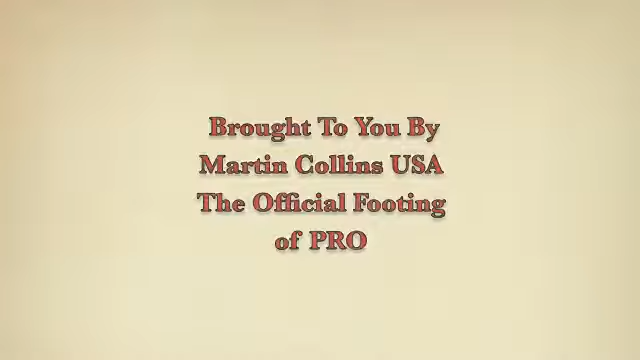 Brought To You By
Martin Collins USA
The Official Footing
of PRO